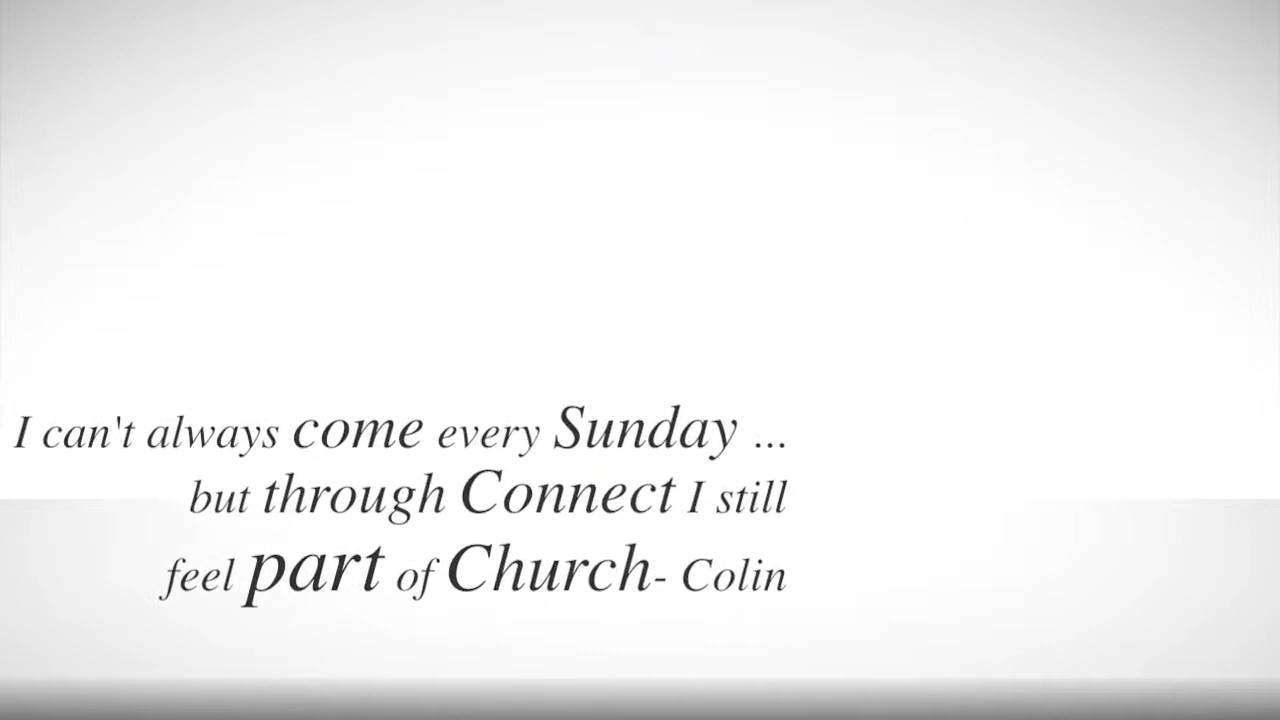 I can't always come every Sunday ...
but through Connect I still
feel part of Church- Colin